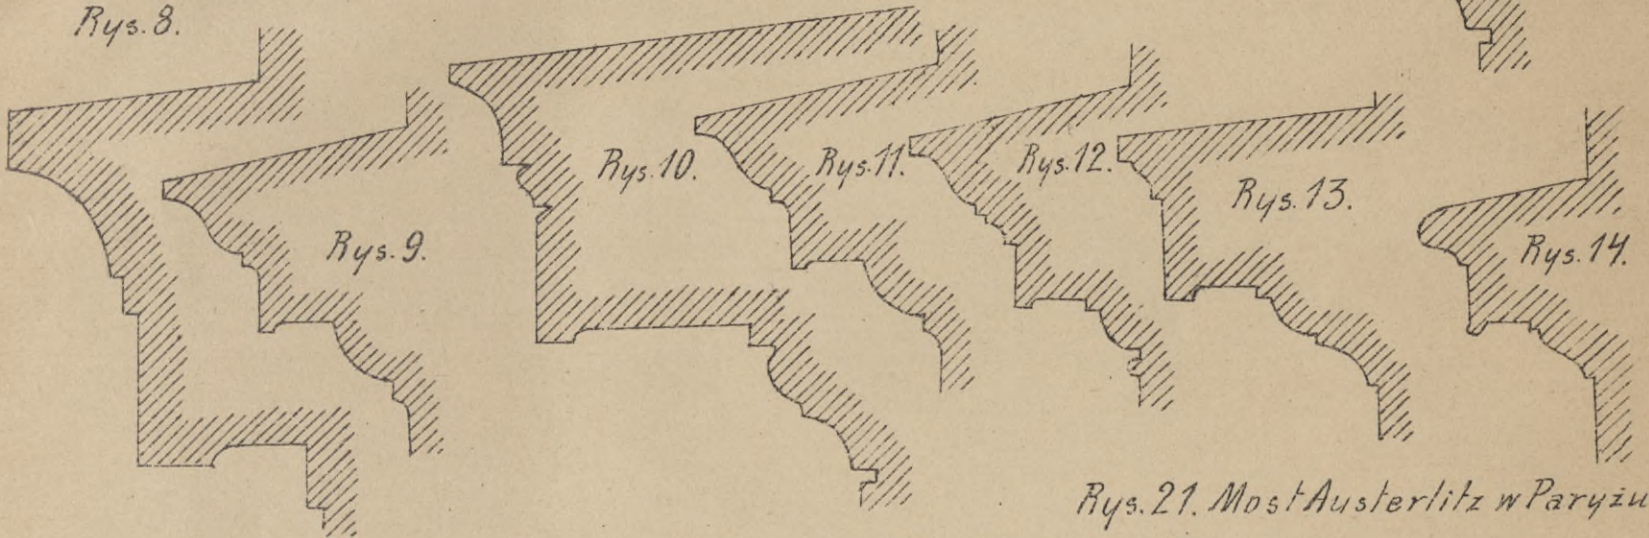 Rys. 8.
Rys. 9.
Rys. 10.
Rys. 11.
Rys. 12.
Rys. 13.
Rys. 14.
Rys. 21. Most Austerlitz w Paryżu